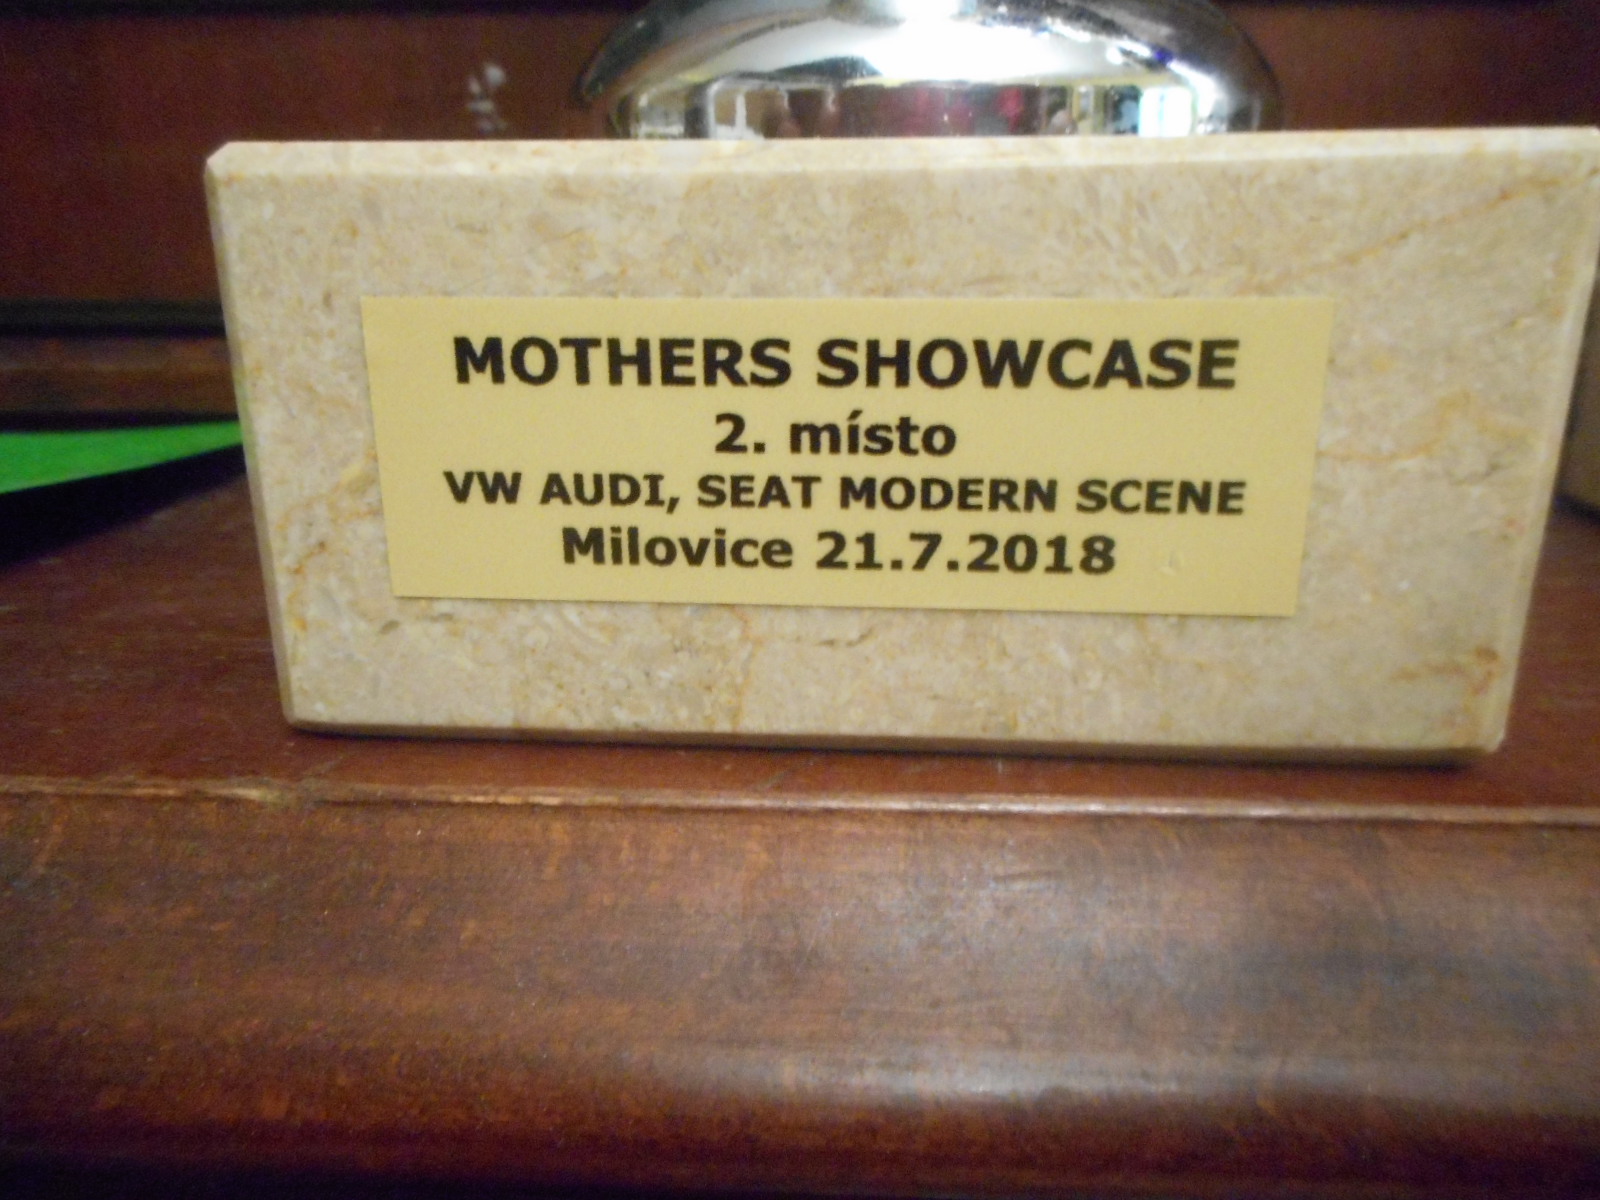 MOTHERS SHOWCASE
2. místo
VW AUDI, SEAT MODERN SCENE
Milovice 21.7.2018